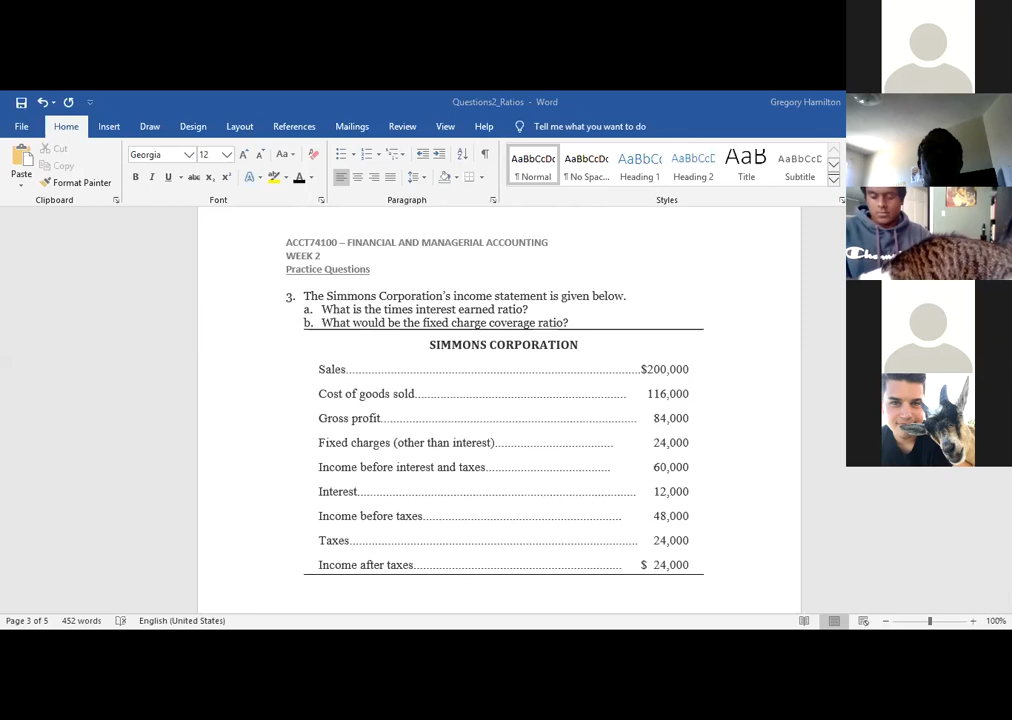 Questions2_Ratios - Word
Gregory Hamilton
File Home Insert Draw Design Layout References Mailings Review View Help Tell me what you want to do
Paste
Cut
Copy
Format Painter
Georgia 12
Aa
B I U abc x₂ x²
AaBbCcDc AaBbCcDc AaBbCc AaBbCcD AaB AaBbCcD
¶ Normal ¶ No Spac... Heading 1 Heading 2 Title Subtitle
Clipboard Font Paragraph Styles
ACCT74100 – FINANCIAL AND MANAGERIAL ACCOUNTING
WEEK 2
Practice Questions
3. The Simmons Corporation's income statement is given below.
a. What is the times interest earned ratio?
b. What would be the fixed charge coverage ratio?
SIMMONS CORPORATION
Sales.......... $200,000
Cost of goods sold.......... 116,000
Gross profit.......... 84,000
Fixed charges (other than interest).......... 24,000
Income before interest and taxes.......... 60,000
Interest.......... 12,000
Income before taxes.......... 48,000
Taxes.......... 24,000
Income after taxes.......... $ 24,000
Page 3 of 5 452 words English (United States) 100%
Champ